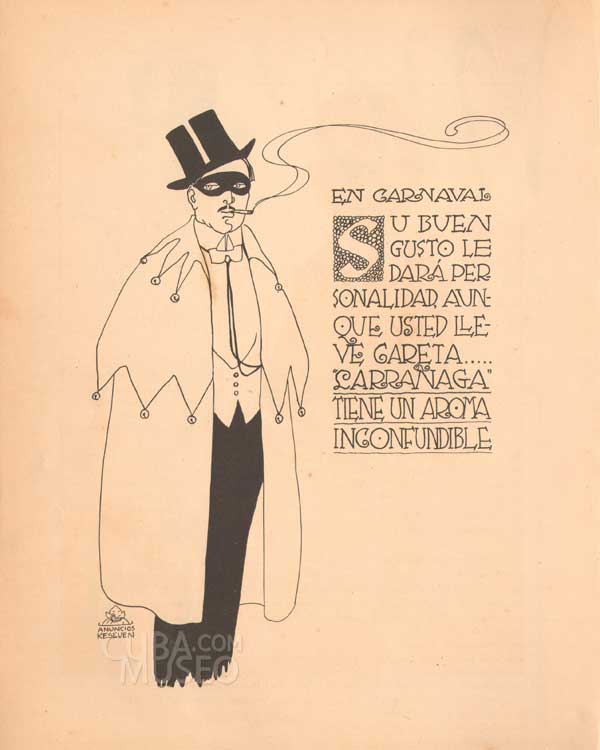 EN CARNAVAL
SU BUEN
GUSTO LE
DARÁ PER-
SONALIDAD, AUN-
QUE USTED LLE-
VE CARETA.....
"LARRAÑAGA"
TIENE UN AROMA
INCONFUNDIBLE
ANUNCIOS
KESEVEN
CUBA.COM
MUSEO